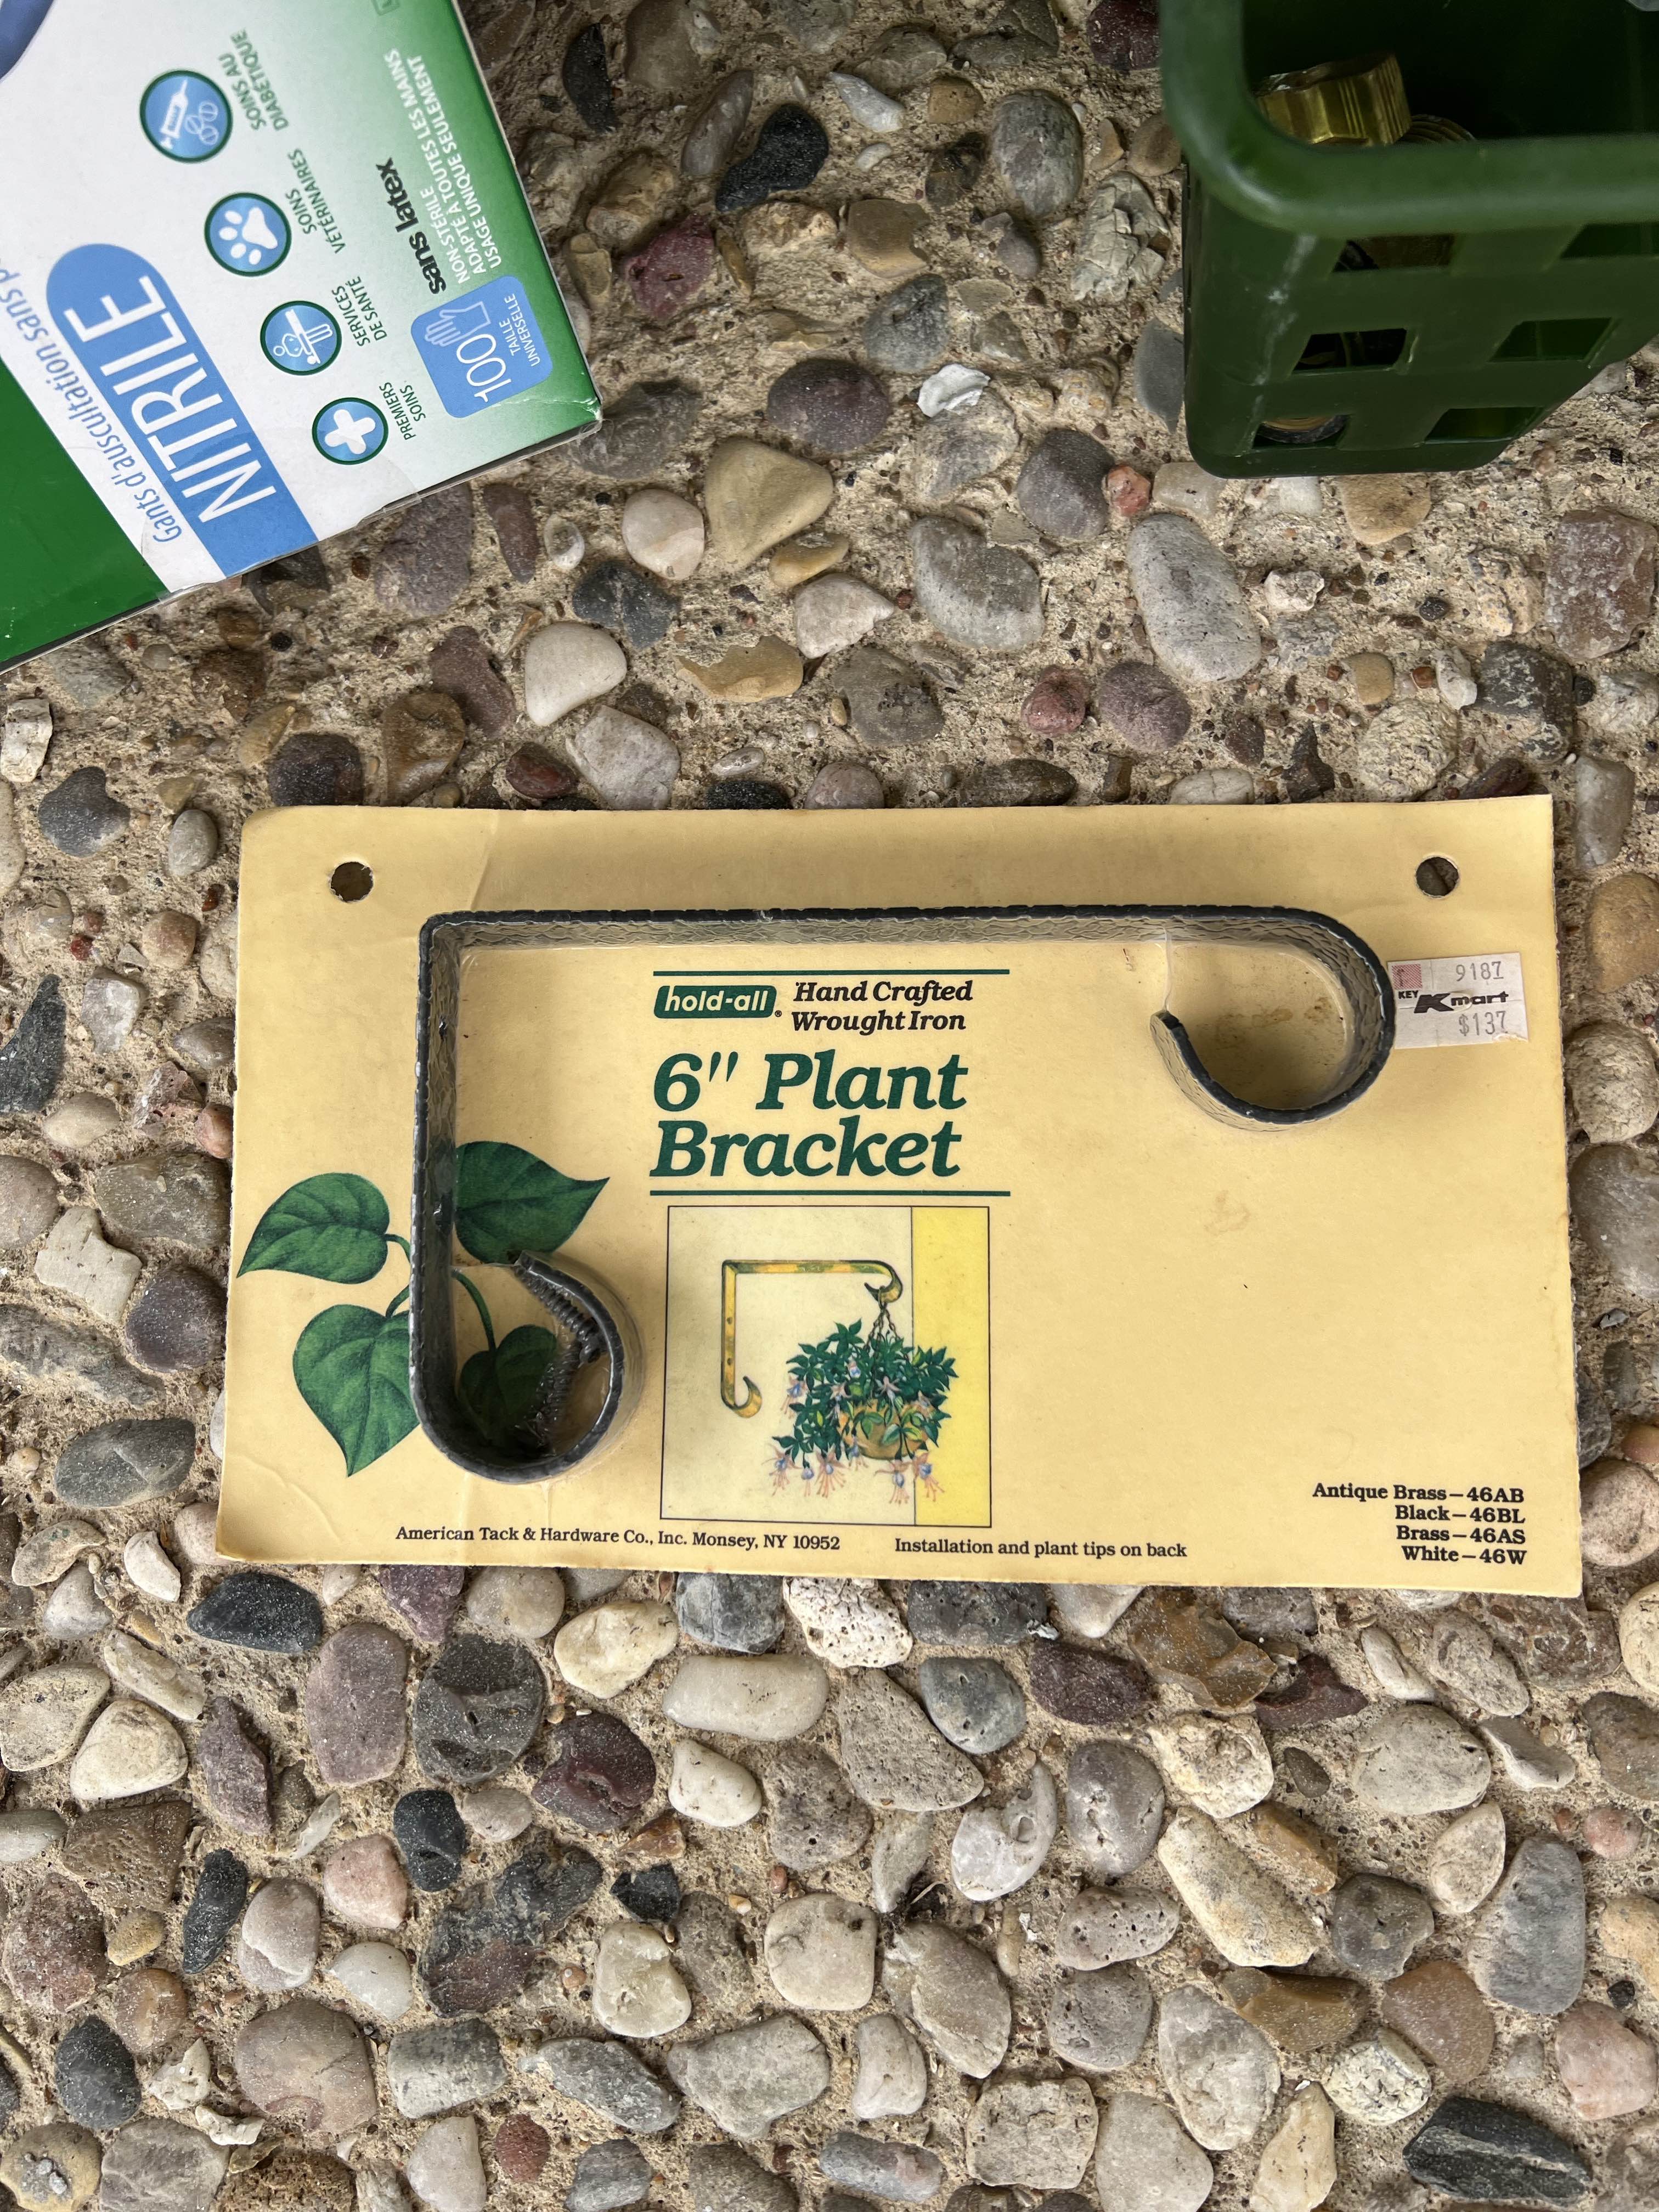 Gants d'auscultation sans
NITRILE
PREMIERS
SOINS
SERVICES
DE SANTÉ
SOINS
VÉTÉRINAIRES
SOINS AU
DIABÉTIQUE
100
TAILLE
UNIVERSELLE
sans latex
NON-STÉRILE
ADAPTÉ À TOUTES LES MAINS
USAGE UNIQUE SEULEMENT
hold-all® Hand Crafted
Wrought Iron
6" Plant
Bracket
9187
KEY Kmart
$137
Antique Brass—46AB
Black—46BL
Brass—46AS
White—46W
American Tack & Hardware Co., Inc. Monsey, NY 10952
Installation and plant tips on back